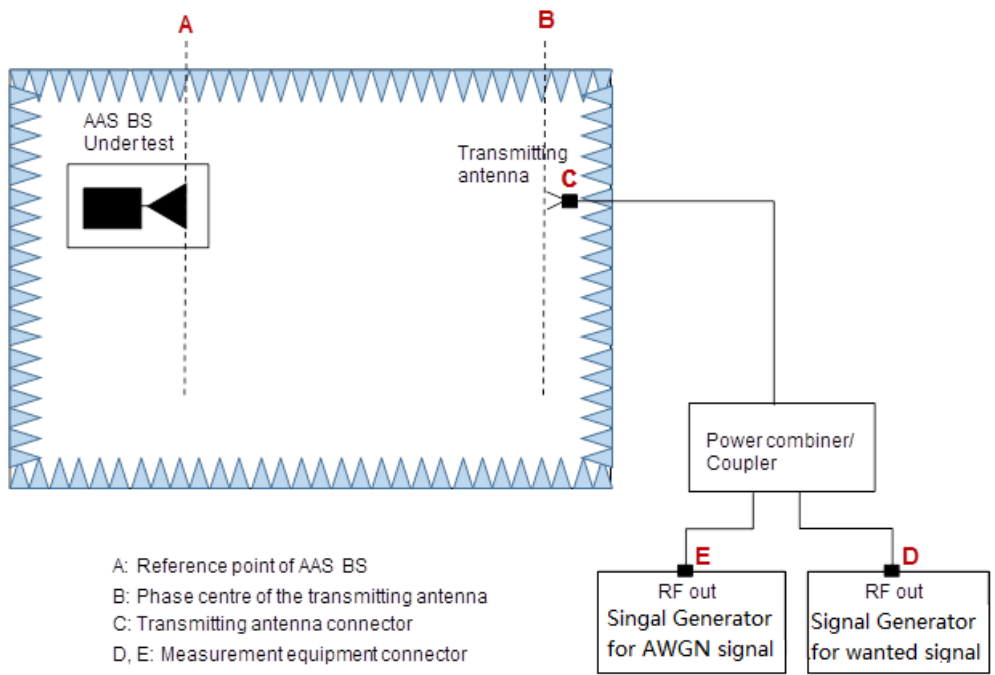 A
B
AAS BS
Under test
Transmitting
antenna
C
Power combiner/
Coupler
E
D
RF out
Singal Generator
for AWGN signal
RF out
Signal Generator
.for wanted signal
A: Reference point of AAS BS
B: Phase centre of the transmitting antenna
C: Transmitting antenna connector
D, E: Measurement equipment connector